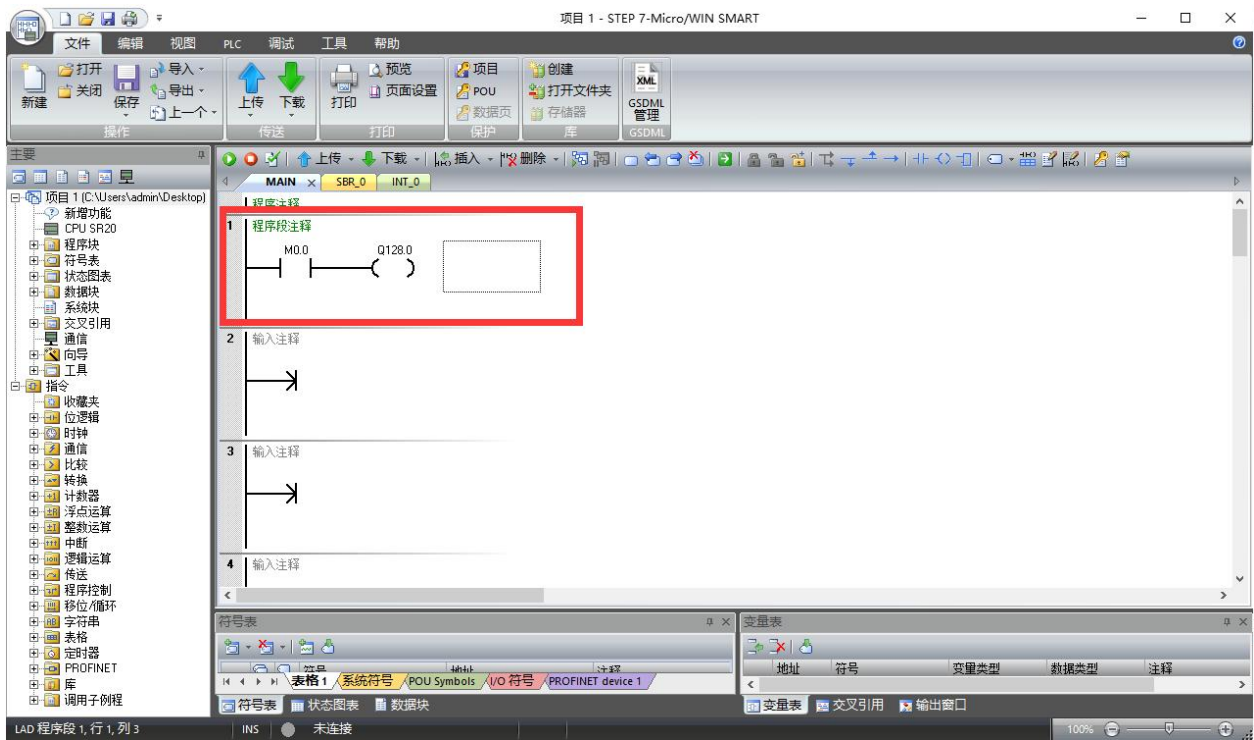 项目 1 - STEP 7-Micro/WIN SMART
文件 编辑 视图 PLC 调试 工具 帮助
新建 打开 关闭 保存 导入 导出 上一个
上传 下载 打印 预览 页面设置
项目 POU 数据页
创建 打开文件夹 存储器
XML GSDML 管理
操作 传送 打印 保护 库 GSDML
主要
上传 下载 插入 删除
MAIN SBR_0 INT_0
项目 1 (C:\Users\admin\Desktop)
新增功能
CPU SR20
程序块
符号表
状态图表
数据块
系统块
交叉引用
通信
向导
工具
指令
收藏夹
位逻辑
时钟
通信
比较
转换
计数器
浮点运算
整数运算
中断
逻辑运算
传送
程序控制
移位/循环
字符串
表格
定时器
PROFINET
库
调用子例程
程序注释
1 程序段注释
M0.0 Q128.0
2 输入注释
3 输入注释
4 输入注释
符号表
符号 地址 注释
表格 1 系统符号 POU Symbols I/O 符号 PROFINET device 1
符号表 状态图表 数据块
变量表
地址 符号 变量类型 数据类型 注释
变量表 交叉引用 输出窗口
LAD 程序段 1, 行 1, 列 3 INS 未连接 100%